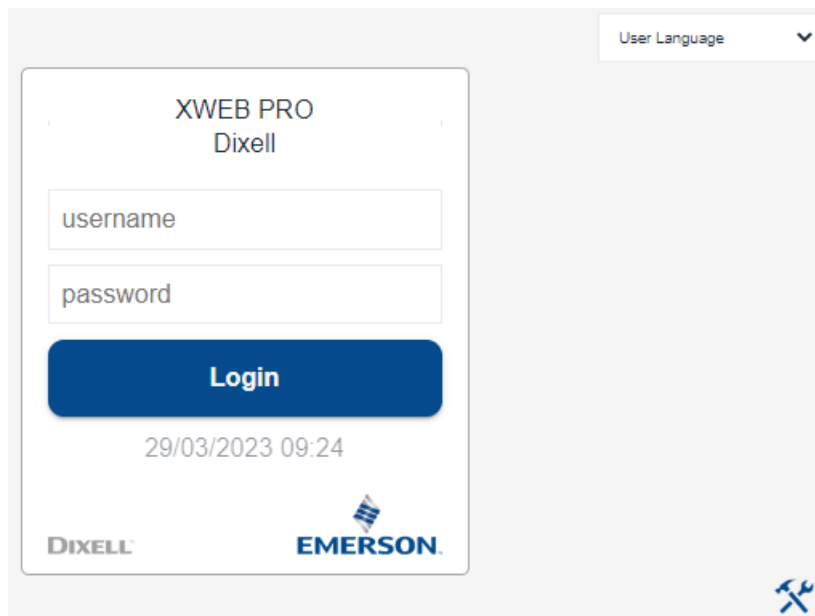 User Language
XWEB PRO
Dixell
username
password
Login
29/03/2023 09:24
DIXELL
EMERSON.